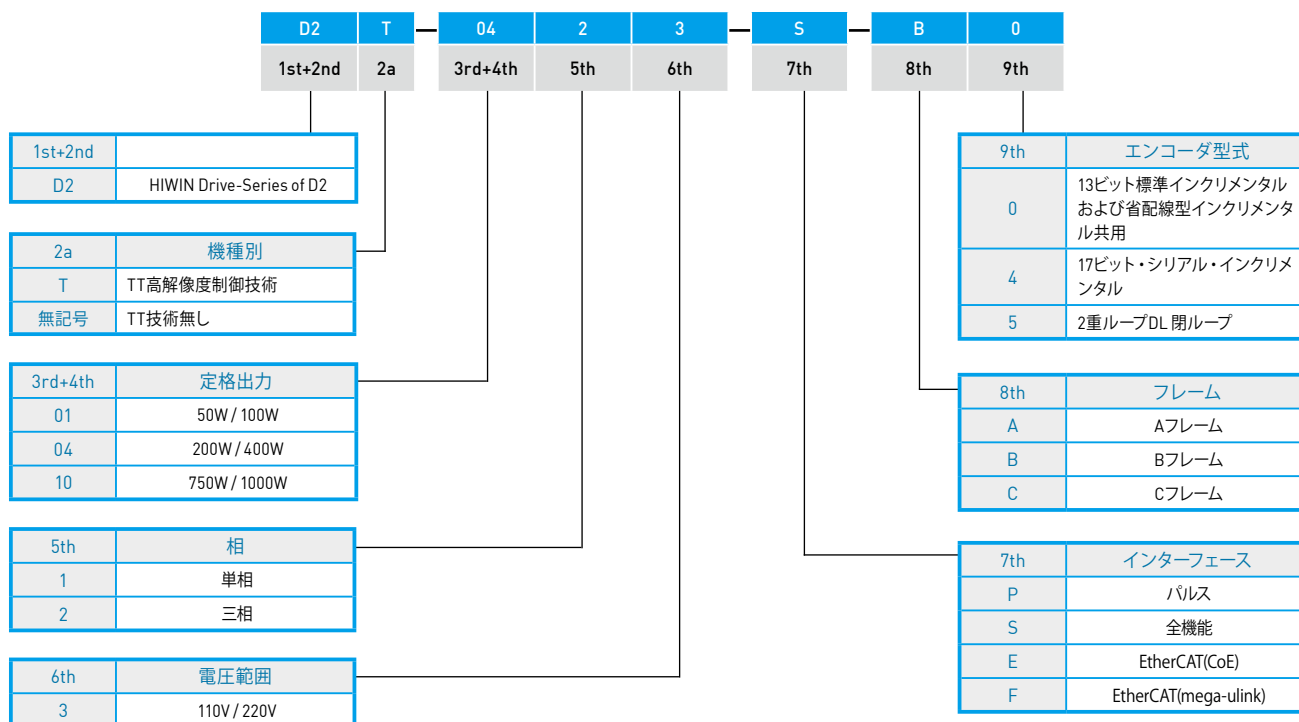 D2 T 04 2 3 S B 0
1st+2nd 2a 3rd+4th 5th 6th 7th 8th 9th
1st+2nd
D2 HIWIN Drive-Series of D2
2a 機種別
T TT高解像度制御技術
無記号 TT技術無し
3rd+4th 定格出力
01 50W / 100W
04 200W / 400W
10 750W / 1000W
5th 相
1 単相
2 三相
6th 電圧範囲
3 110V / 220V
9th エンコーダ型式
0 13ビット標準インクリメンタル
および省配線型インクリメンタ
ル共用
4 17ビット・シリアル・インクリメ
ンタル
5 2重ループDL 閉ループ
8th フレーム
A Aフレーム
B Bフレーム
C Cフレーム
7th インターフェース
P パルス
S 全機能
E EtherCAT(CoE)
F EtherCAT(mega-ulink)